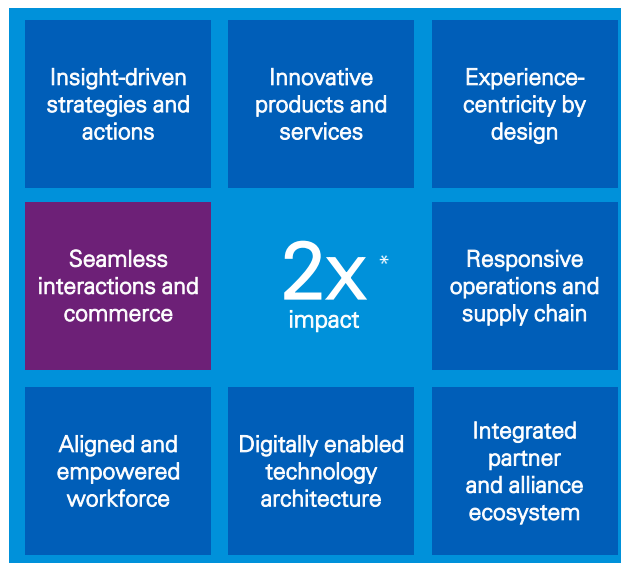 Insight-driven
strategies and
actions
Innovative
products and
services
Experience-
centricity by
design
Seamless
interactions and
commerce
2x *
impact
Responsive
operations and
supply chain
Aligned and
empowered
workforce
Digitally enabled
technology
architecture
Integrated
partner
and alliance
ecosystem